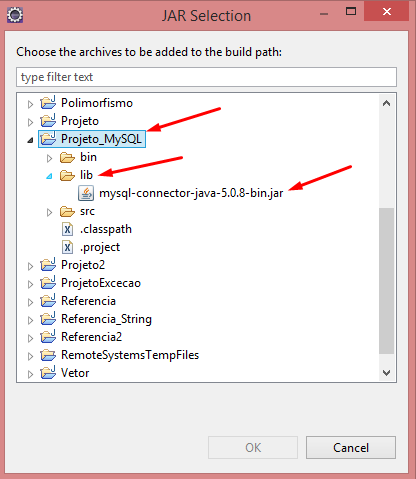 JAR Selection
Choose the archives to be added to the build path:
type filter text
Polimorfismo
Projeto
Projeto_MySQL
bin
lib
mysql-connector-java-5.0.8-bin.jar
src
.classpath
.project
Projeto2
ProjetoExcecao
Referencia
Referencia_String
Referencia2
RemoteSystemsTempFiles
Vetor
OK
Cancel